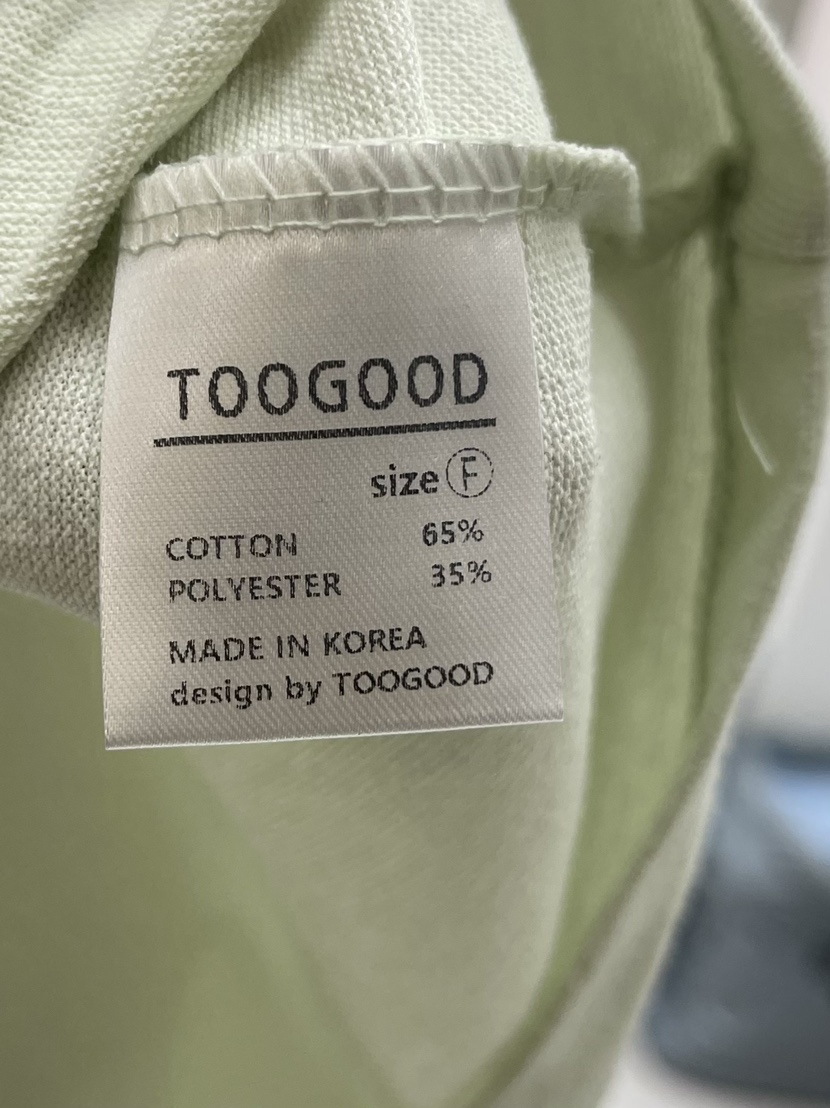 TOOGOOD
size F
COTTON 65%
POLYESTER 35%
MADE IN KOREA
design by TOOGOOD